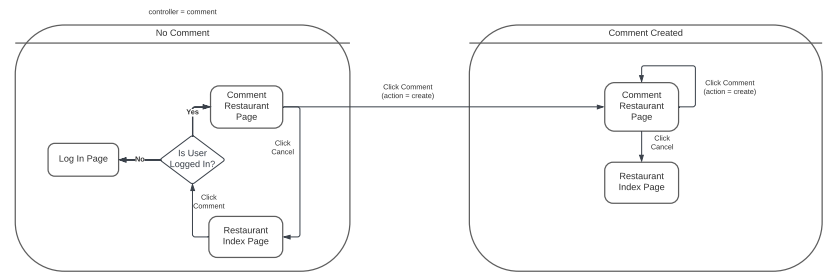 controller = comment
No Comment
Comment Created
Comment
Restaurant
Page
Click Comment
(action = create)
Comment
Restaurant
Page
Click Comment
(action = create)
Yes
Click
Cancel
Click
Cancel
Log In Page
No
Is User
Logged In?
Restaurant
Index Page
Click
Comment
Restaurant
Index Page